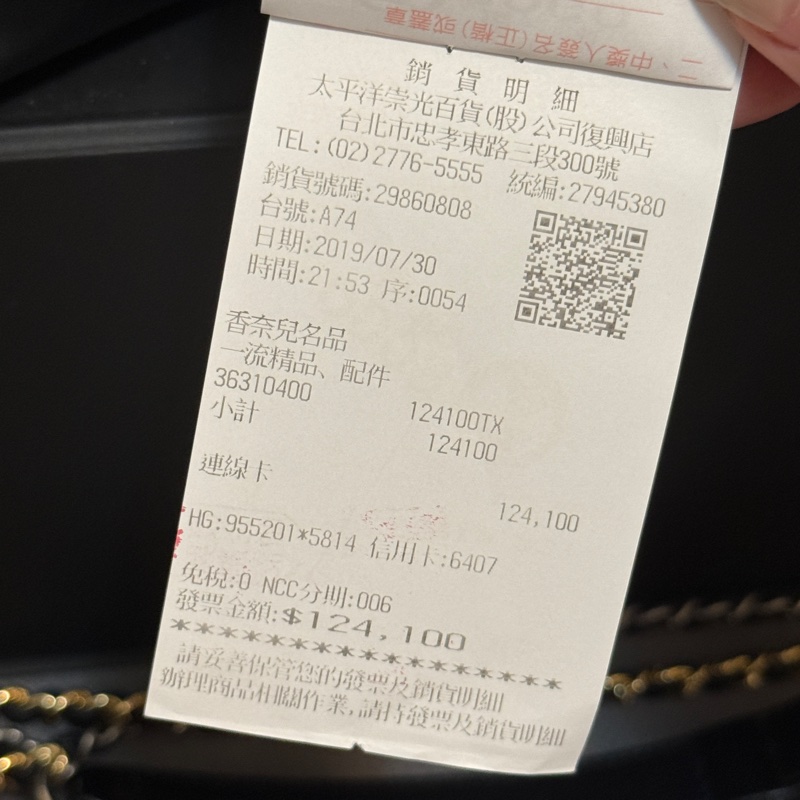 二、中獎人簽名(正楷)或蓋章
銷貨明細
太平洋崇光百貨(股)公司復興店
台北市忠孝東路三段300號
TEL:(02)2776-5555 統編:27945380
銷貨號碼:29860808
台號:A74
日期:2019/07/30
時間:21:53 序:0054
香奈兒名品
一流精品、配件
36310400 124100TX
小計 124100
連線卡 124,100
HG:955201*5814 信用卡:6407
免稅:0 NCC分期:006
發票金額:$124,100
**********************
請妥善保管您的發票及銷貨明細
辦理商品相關作業,請持發票及銷貨明細